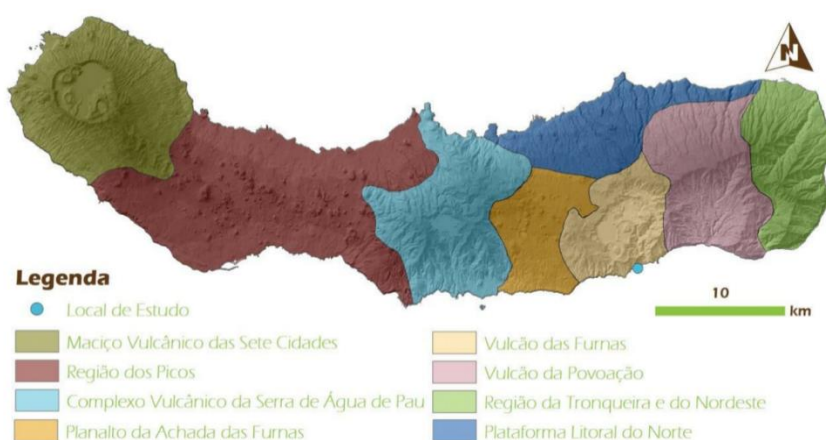 N
Legenda
10
km
Local de Estudo
Maciço Vulcânico das Sete Cidades
Região dos Picos
Complexo Vulcânico da Serra de Água de Pau
Planalto da Achada das Furnas
Vulcão das Furnas
Vulcão da Povoação
Região da Tronqueira e do Nordeste
Plataforma Litoral do Norte